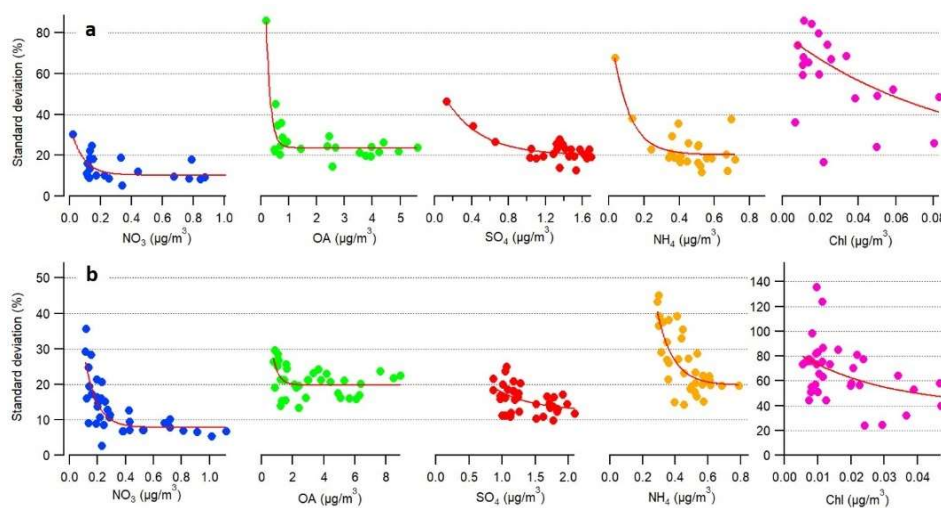 a
Standard deviation (%)
80
60
40
20
0
0.0 0.2 0.4 0.6 0.8 1.0
NO₃ (µg/m³)
0 1 2 3 4 5
OA (µg/m³)
0.0 0.4 0.8 1.2 1.6
SO₄ (µg/m³)
0.0 0.2 0.4 0.6 0.8
NH₄ (µg/m³)
0.00 0.02 0.04 0.06 0.08
Chl (µg/m³)
b
Standard deviation (%)
50
40
30
20
10
0
0.0 0.2 0.4 0.6 0.8 1.0
NO₃ (µg/m³)
0 2 4 6 8
OA (µg/m³)
0.0 0.5 1.0 1.5 2.0
SO₄ (µg/m³)
0.0 0.2 0.4 0.6 0.8
NH₄ (µg/m³)
140
120
100
80
60
40
20
0
0.00 0.01 0.02 0.03 0.04
Chl (µg/m³)